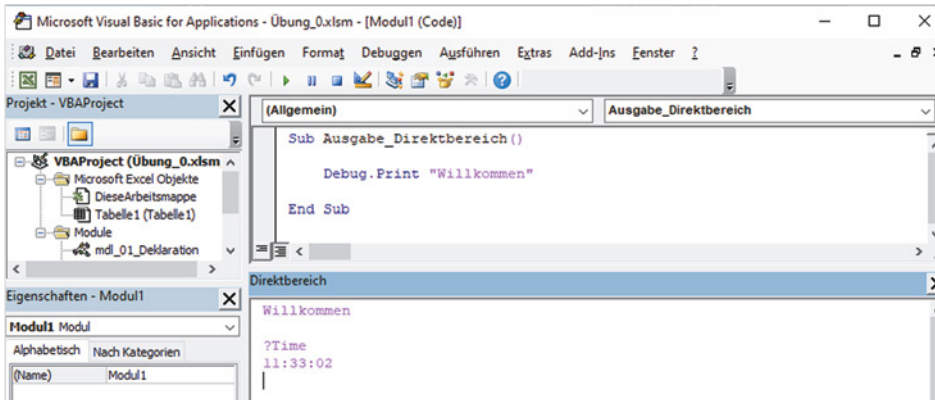 Microsoft Visual Basic for Applications - Übung_0.xlsm - [Modul1 (Code)]
Datei Bearbeiten Ansicht Einfügen Format Debuggen Ausführen Extras Add-Ins Fenster ?
Projekt - VBAProject
(Allgemein) Ausgabe_Direktbereich
VBAProject (Übung_0.xlsm
Microsoft Excel Objekte
DieseArbeitsmappe
Tabelle1 (Tabelle1)
Module
mdl_01_Deklaration
Sub Ausgabe_Direktbereich()
Debug.Print "Willkommen"
End Sub
Eigenschaften - Modul1
Modul1 Modul
Alphabetisch Nach Kategorien
(Name) Modul1
Direktbereich
Willkommen
?Time
11:33:02